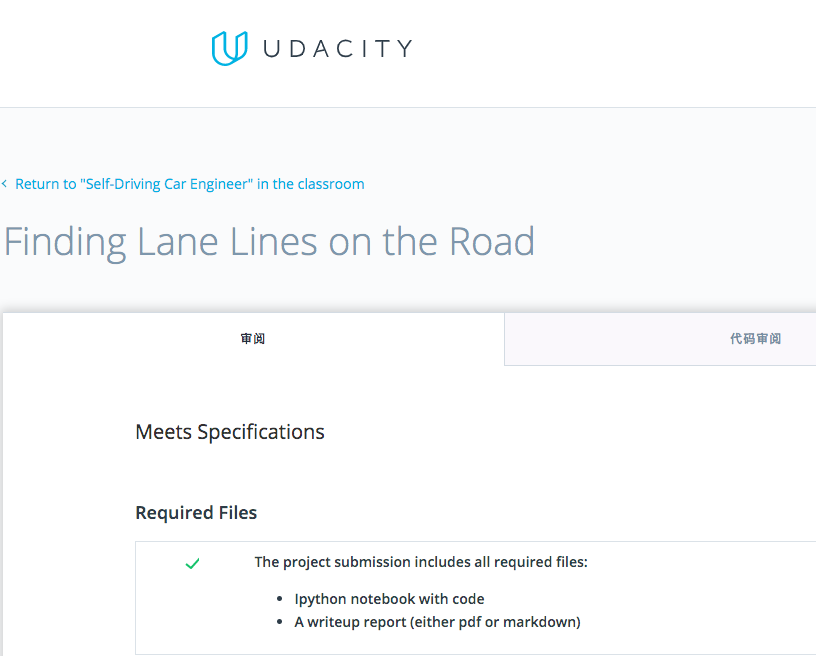 UDACITY
Return to "Self-Driving Car Engineer" in the classroom
Finding Lane Lines on the Road
审阅
代码审阅
Meets Specifications
Required Files
The project submission includes all required files:
Ipython notebook with code
A writeup report (either pdf or markdown)